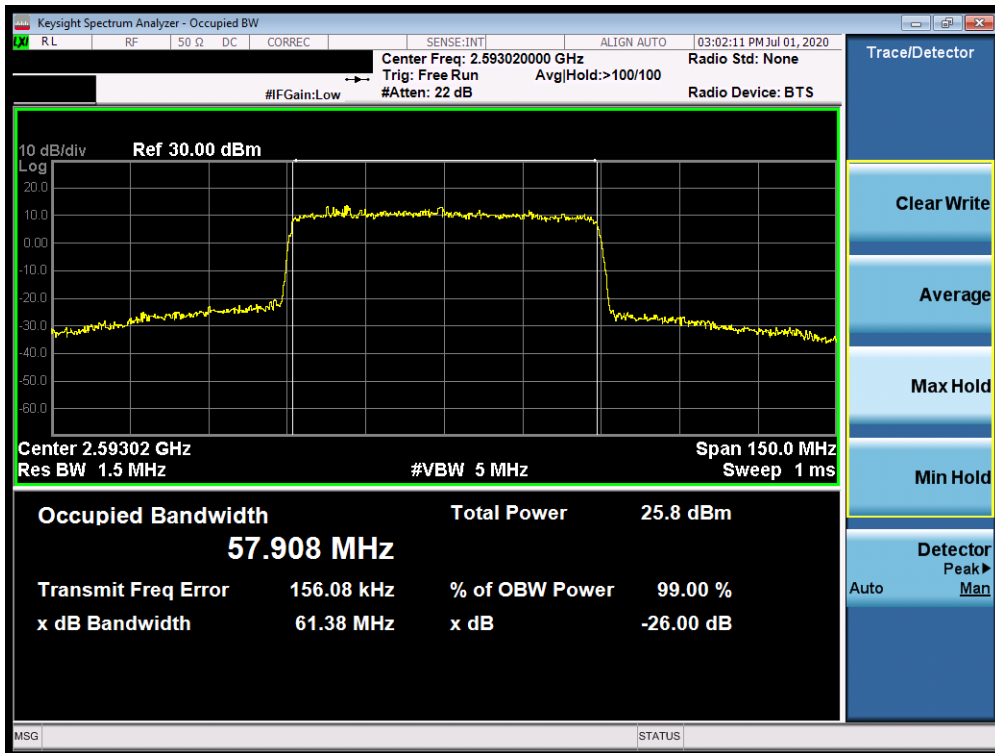 Keysight Spectrum Analyzer - Occupied BW
LXI RL RF 50 Ω DC CORREC SENSE:INT ALIGN AUTO 03:02:11 PM Jul 01, 2020
Center Freq: 2.593020000 GHz Radio Std: None
Trig: Free Run Avg|Hold:>100/100
#IFGain:Low #Atten: 22 dB Radio Device: BTS
Trace/Detector
10 dB/div Ref 30.00 dBm
Log
20.0
10.0
0.00
-10.0
-20.0
-30.0
-40.0
-50.0
-60.0
Center 2.59302 GHz Span 150.0 MHz
Res BW 1.5 MHz #VBW 5 MHz Sweep 1 ms
Occupied Bandwidth Total Power 25.8 dBm
57.908 MHz
Transmit Freq Error 156.08 kHz % of OBW Power 99.00 %
x dB Bandwidth 61.38 MHz x dB -26.00 dB
Clear Write
Average
Max Hold
Min Hold
Detector
Peak▶
Auto Man
MSG STATUS